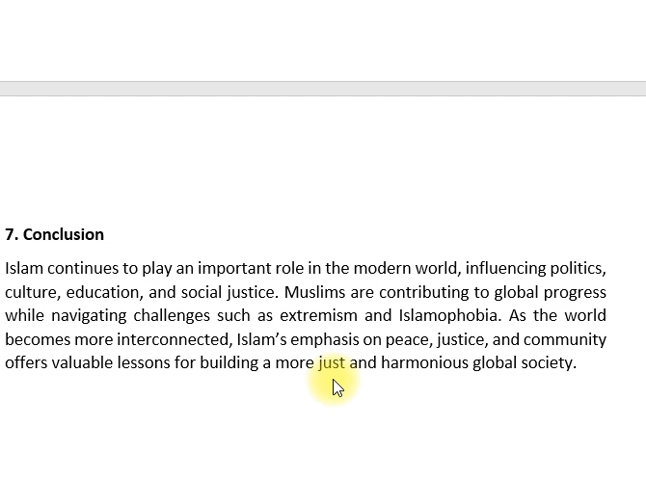 7. Conclusion
Islam continues to play an important role in the modern world, influencing politics,
culture, education, and social justice. Muslims are contributing to global progress
while navigating challenges such as extremism and Islamophobia. As the world
becomes more interconnected, Islam’s emphasis on peace, justice, and community
offers valuable lessons for building a more just and harmonious global society.